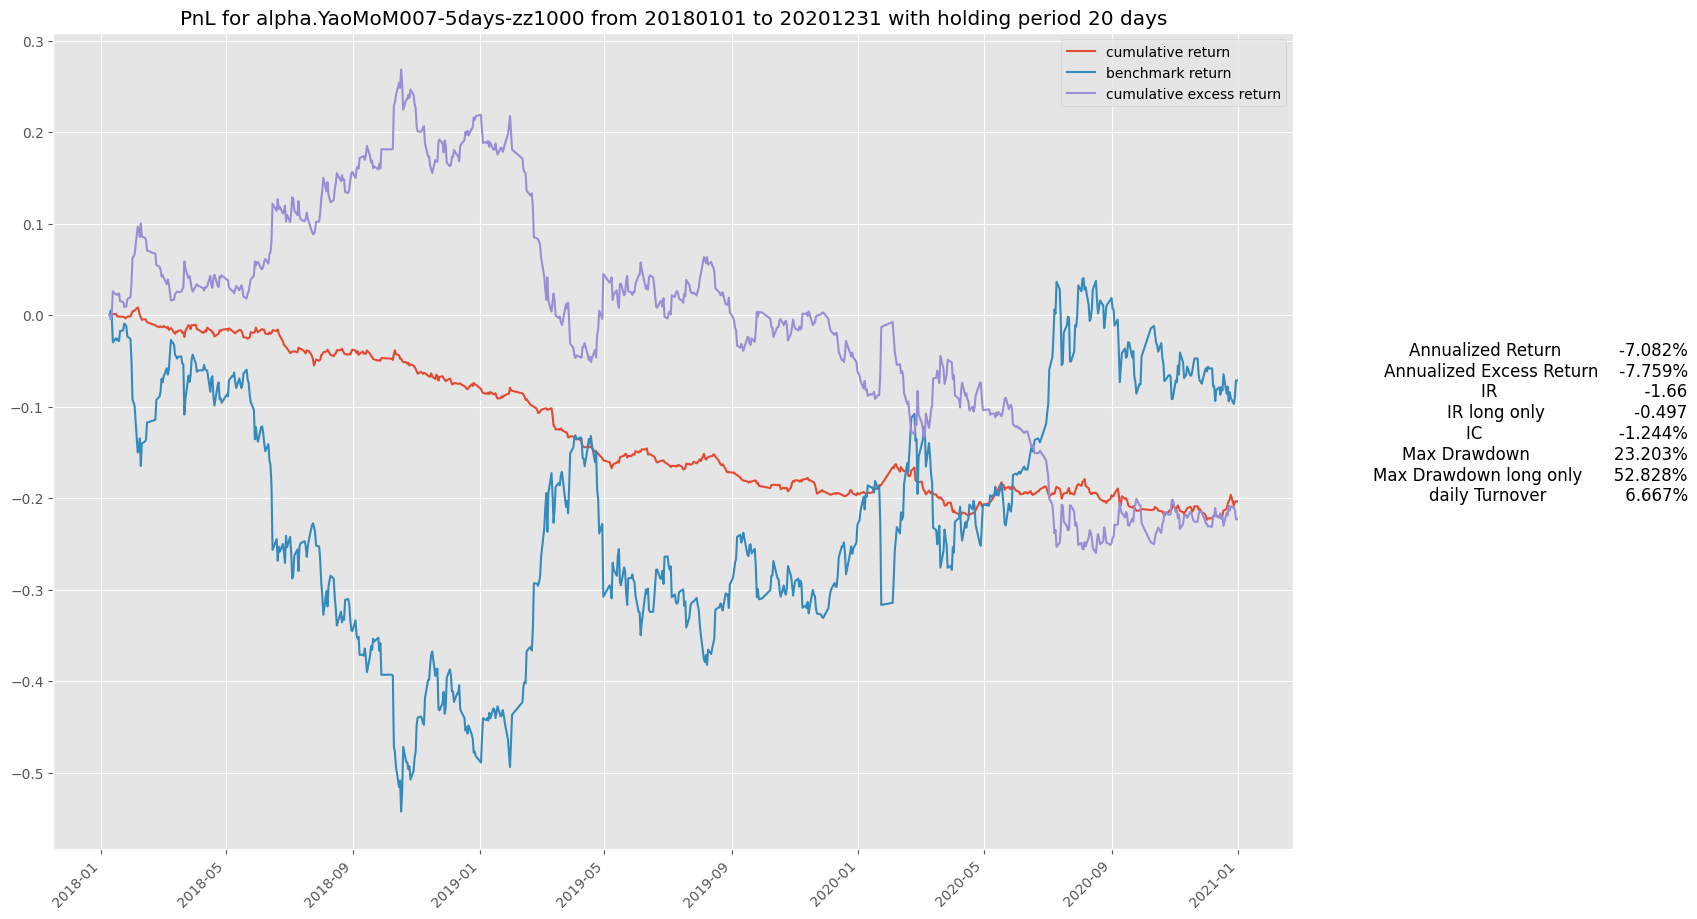 PnL for alpha.YaoMoM007-5days-zz1000 from 20180101 to 20201231 with holding period 20 days
cumulative return
benchmark return
cumulative excess return
0.3
0.2
0.1
0.0
−0.1
−0.2
−0.3
−0.4
−0.5
2018-01
2018-05
2018-09
2019-01
2019-05
2019-09
2020-01
2020-05
2020-09
2021-01
Annualized Return -7.082%
Annualized Excess Return -7.759%
IR -1.66
IR long only -0.497
IC -1.244%
Max Drawdown 23.203%
Max Drawdown long only 52.828%
daily Turnover 6.667%